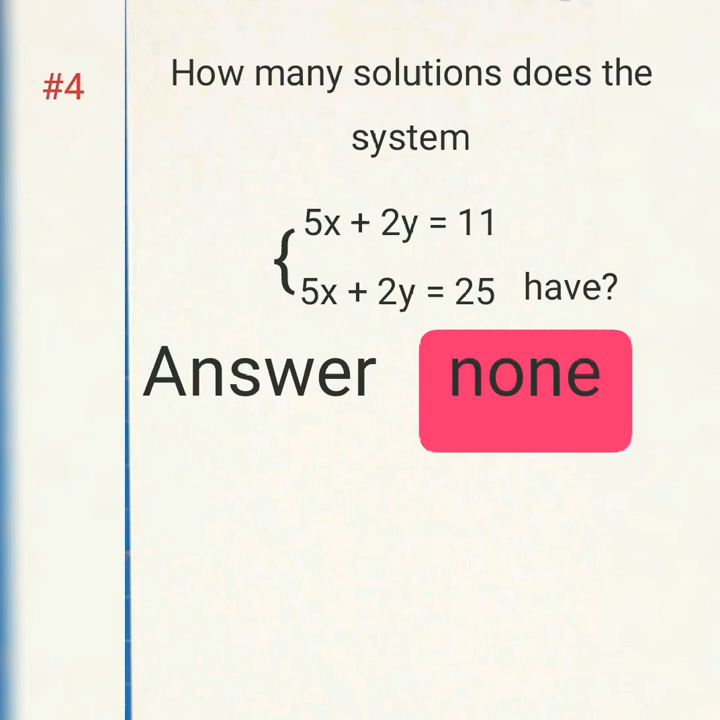 #4
How many solutions does the
system
{ 5x + 2y = 11
5x + 2y = 25 have?
Answer none